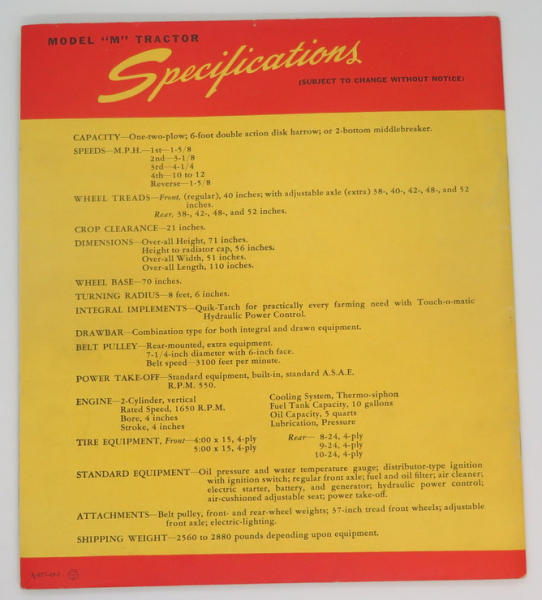 MODEL “M” TRACTOR
Specifications
(SUBJECT TO CHANGE WITHOUT NOTICE)
CAPACITY—One-two-plow; 6-foot double action disk harrow; or 2-bottom middlebreaker.
SPEEDS—M.P.H.—1st—1-5/8
2nd—3-1/8
3rd—4-1/4
4th—10 to 12
Reverse—1-5/8
WHEEL TREADS—Front, (regular), 40 inches; with adjustable axle (extra) 38-, 40-, 42-, 48-, and 52
inches.
Rear, 38-, 42-, 48-, and 52 inches.
CROP CLEARANCE—21 inches.
DIMENSIONS—Over-all Height, 71 inches.
Height to radiator cap, 56 inches.
Over-all Width, 51 inches.
Over-all Length, 110 inches.
WHEEL BASE—70 inches.
TURNING RADIUS—8 feet, 6 inches.
INTEGRAL IMPLEMENTS—Quik-Tatch for practically every farming need with Touch-o-matic
Hydraulic Power Control.
DRAWBAR—Combination type for both integral and drawn equipment.
BELT PULLEY—Rear-mounted, extra equipment.
7-1/4-inch diameter with 6-inch face.
Belt speed—3100 feet per minute.
POWER TAKE-OFF—Standard equipment, built-in, standard A.S.A.E.
R.P.M. 550.
ENGINE—2-Cylinder, vertical
Rated Speed, 1650 R.P.M.
Bore, 4 inches
Stroke, 4 inches
Cooling System, Thermo-siphon
Fuel Tank Capacity, 10 gallons
Oil Capacity, 5 quarts
Lubrication, Pressure
TIRE EQUIPMENT, Front—4:00 x 15, 4-ply
5:00 x 15, 4-ply
Rear— 8-24, 4-ply
9-24, 4-ply
10-24, 4-ply
STANDARD EQUIPMENT—Oil pressure and water temperature gauge; distributor-type ignition
with ignition switch; regular front axle; fuel and oil filter; air cleaner;
electric starter, battery, and generator; hydraulic power control;
air-cushioned adjustable seat; power take-off.
ATTACHMENTS—Belt pulley, front- and rear-wheel weights; 37-inch tread front wheels; adjustable
front axle; electric-lighting.
SHIPPING WEIGHT—2560 to 2880 pounds depending upon equipment.